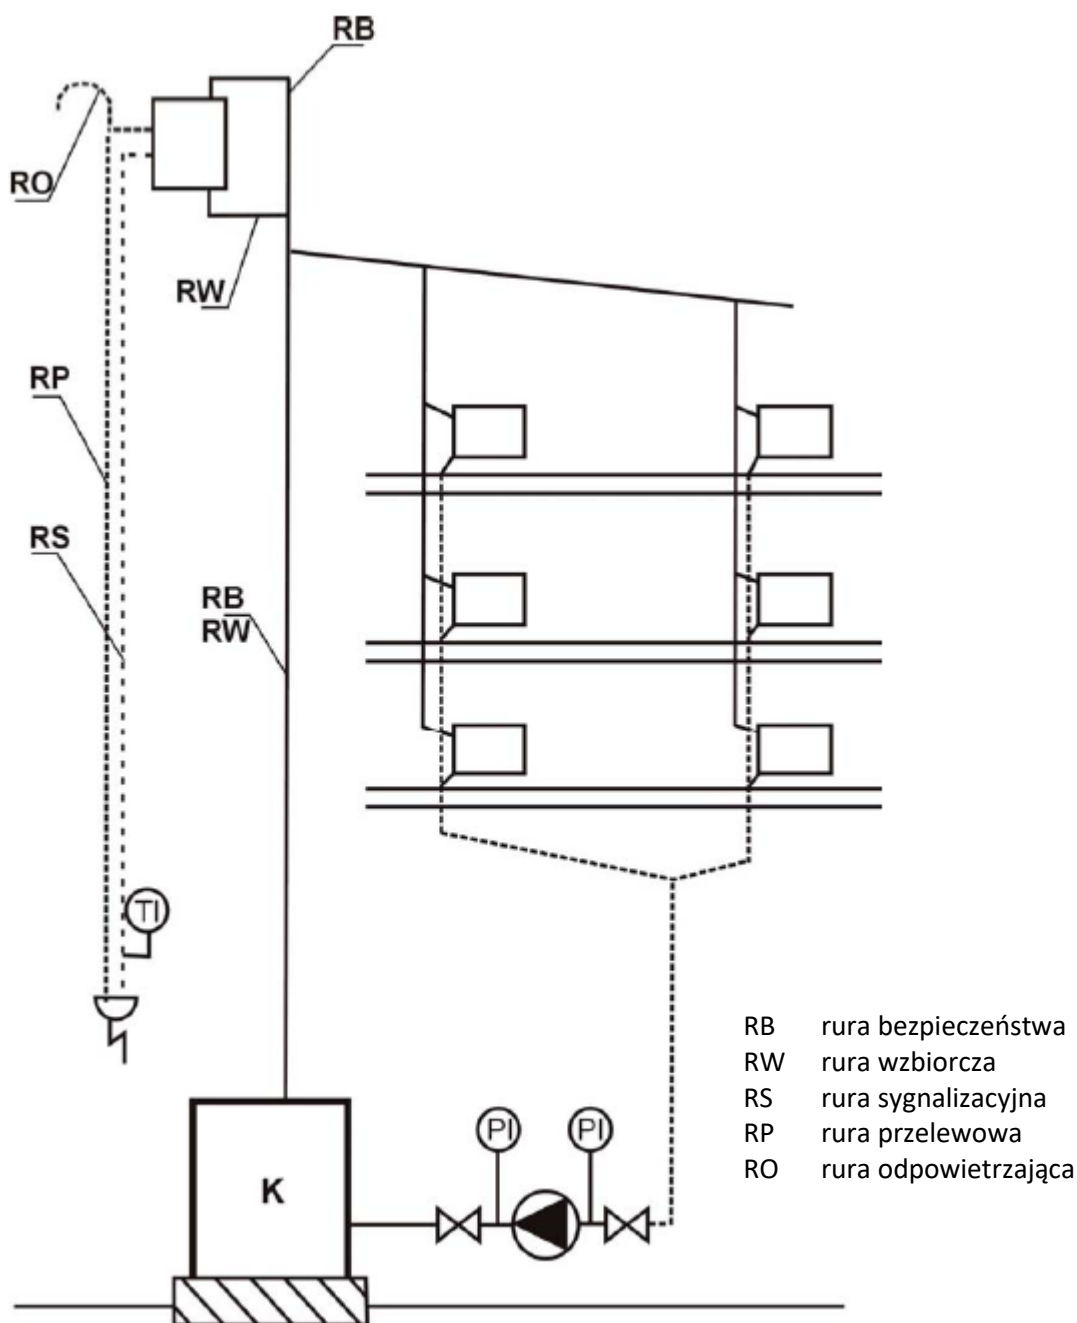 RB
RO
RW
RP
RS
RB
RW
TI
PI
PI
K
RB rura bezpieczeństwa
RW rura wzbiorcza
RS rura sygnalizacyjna
RP rura przelewowa
RO rura odpowietrzająca